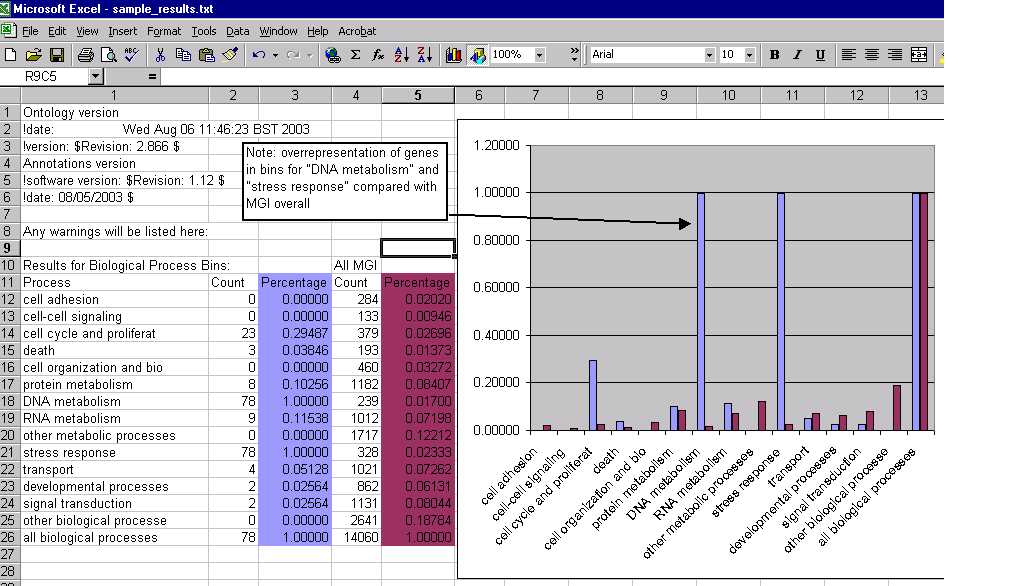 Microsoft Excel - sample_results.txt
File Edit View Insert Format Tools Data Window Help Acrobat
ABC Σ fx A Z Z A 100% » Arial 10 B I U
R9C5 =
1 2 3 4 5 6 7 8 9 10 11 12 13
1 Ontology version
2 !date: Wed Aug 06 11:46:23 BST 2003
3 !version: $Revision: 2.866 $
4 Annotations version
5 !software version: $Revision: 1.12 $
6 !date: 08/05/2003 $
7
8 Any warnings will be listed here:
9
10 Results for Biological Process Bins: All MGI
11 Process Count Percentage Count Percentage
12 cell adhesion 0 0.00000 284 0.02020
13 cell-cell signaling 0 0.00000 133 0.00946
14 cell cycle and proliferat 23 0.29487 379 0.02696
15 death 3 0.03846 193 0.01373
16 cell organization and bio 0 0.00000 460 0.03272
17 protein metabolism 8 0.10256 1182 0.08407
18 DNA metabolism 78 1.00000 239 0.01700
19 RNA metabolism 9 0.11538 1012 0.07198
20 other metabolic processes 0 0.00000 1717 0.12212
21 stress response 78 1.00000 328 0.02333
22 transport 4 0.05128 1021 0.07262
23 developmental processes 2 0.02564 862 0.06131
24 signal transduction 2 0.02564 1131 0.08044
25 other biological processe 0 0.00000 2641 0.18784
26 all biological processes 78 1.00000 14060 1.00000
27
28
Note: overrepresentation of genes
in bins for "DNA metabolism" and
"stress response" compared with
MGI overall
1.20000
1.00000
0.80000
0.60000
0.40000
0.20000
0.00000
cell adhesion
cell-cell signaling
cell cycle and proliferat
death
cell organization and bio
protein metabolism
DNA metabolism
RNA metabolism
other metabolic processes
stress response
transport
developmental processes
signal transduction
other biological processe
all biological processes